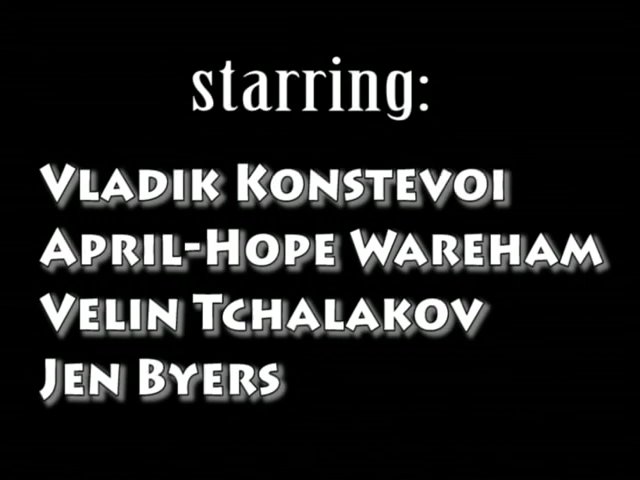 starring:
Vladik Konstevoi
April-Hope Wareham
Velin Tchalakov
Jen Byers